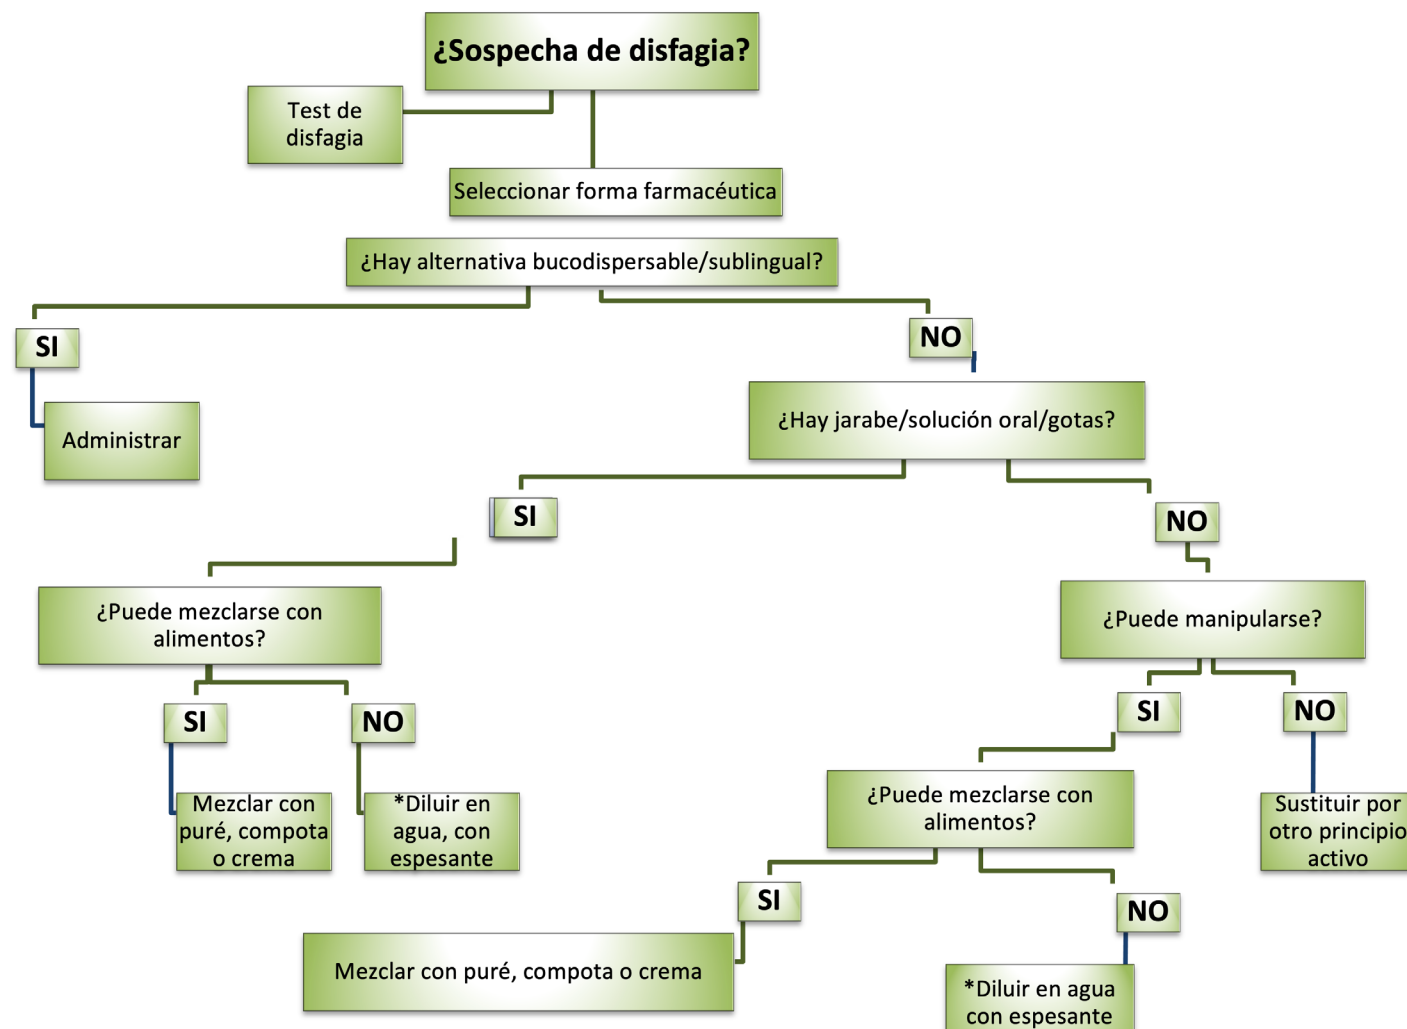 ¿Sospecha de disfagia?
Test de
disfagia
Seleccionar forma farmacéutica
¿Hay alternativa bucodispersable/sublingual?
SI
NO
Administrar
¿Hay jarabe/solución oral/gotas?
SI
NO
¿Puede mezclarse con
alimentos?
¿Puede manipularse?
SI
NO
SI
NO
Mezclar con
puré, compota
o crema
*Diluir en
agua, con
espesante
¿Puede mezclarse con
alimentos?
Sustituir por
otro principio
activo
SI
NO
Mezclar con puré, compota o crema
*Diluir en agua
con espesante